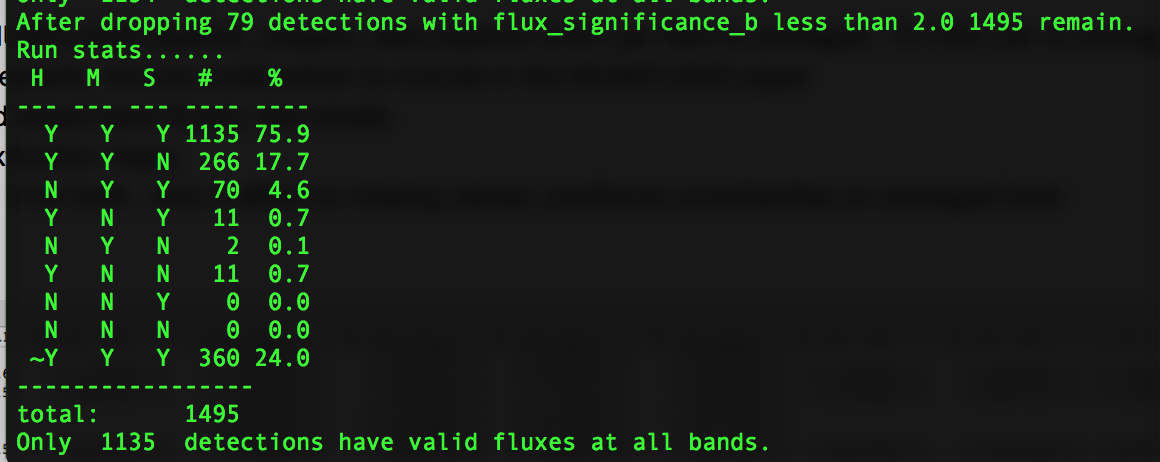 After dropping 79 detections with flux_significance_b less than 2.0 1495 remain.
Run stats......
 H   M   S   #    %
--- --- --- ---- ----
  Y   Y   Y 1135 75.9
  Y   Y   N  266 17.7
  N   Y   Y   70  4.6
  Y   N   Y   11  0.7
  N   Y   N    2  0.1
  Y   N   N   11  0.7
  N   N   Y    0  0.0
  N   N   N    0  0.0
 ~Y   Y   Y  360 24.0
------------------
total:      1495
Only  1135  detections have valid fluxes at all bands.